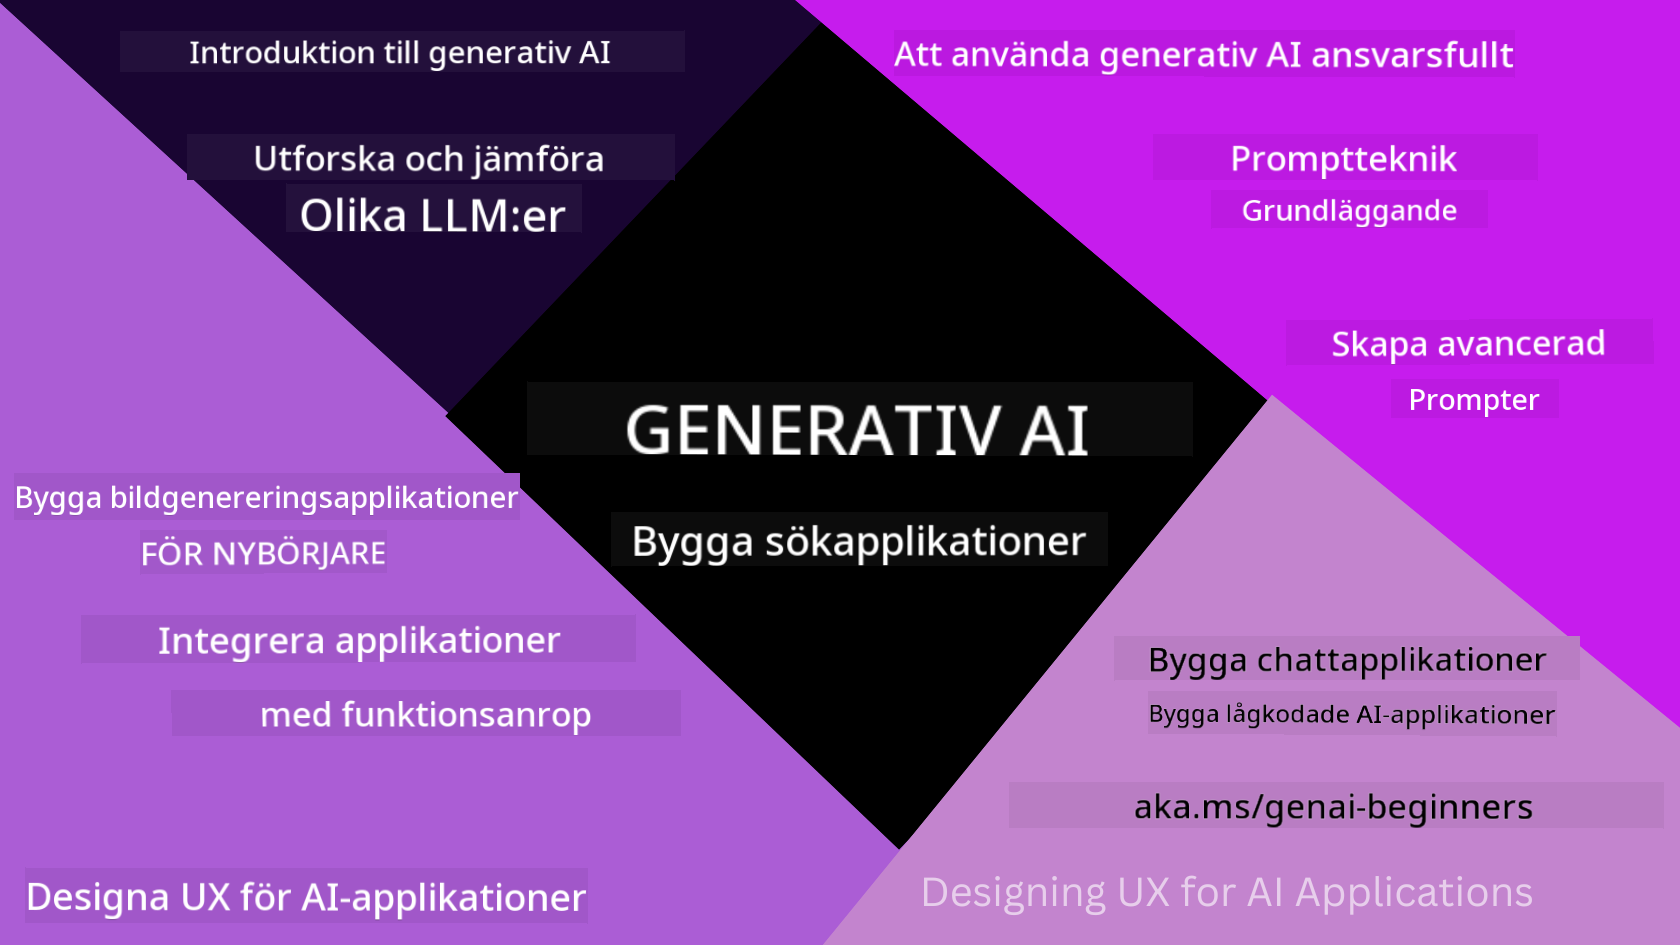 Introduktion till generativ AI
Utforska och jämföra
Olika LLM:er
Att använda generativ AI ansvarsfullt
Promptteknik
Grundläggande
Skapa avancerad
Prompter
GENERATIV AI
Bygga sökapplikationer
Bygga bildgenereringsapplikationer
FÖR NYBÖRJARE
Integrera applikationer
med funktionsanrop
Designa UX för AI-applikationer
Bygga chattapplikationer
Bygga lågkodade AI-applikationer
aka.ms/genai-beginners
Designing UX for AI Applications